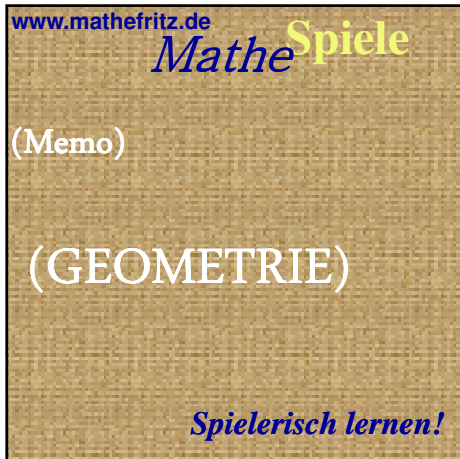 www.mathefritz.de
Mathe Spiele
(Memo)
(GEOMETRIE)
Spielerisch lernen!